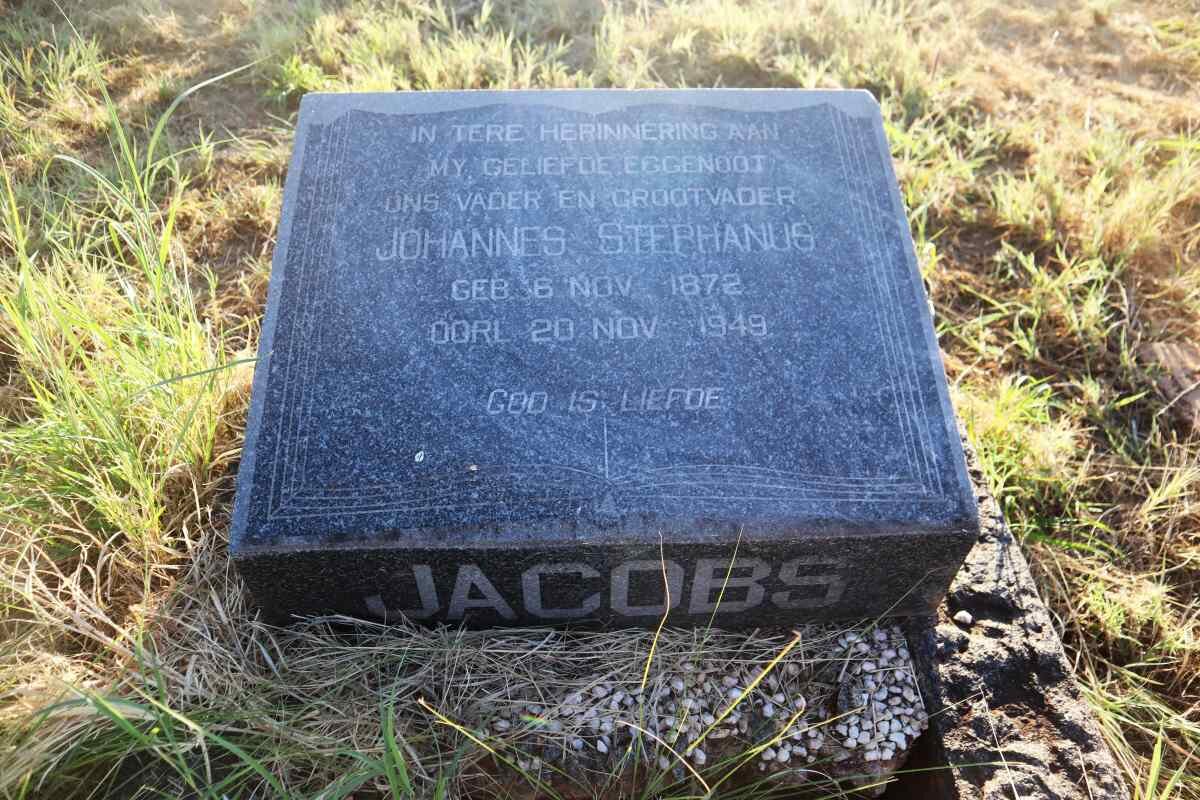 IN TERE HERINNERING AAN
MY GELIEFDE EGGENOOT
ONS VADER EN GROOTVADER
JOHANNES STEPHANUS
GEB 6 NOV 1872
OORL 20 NOV 1949
GOD IS LIEFDE
JACOBS